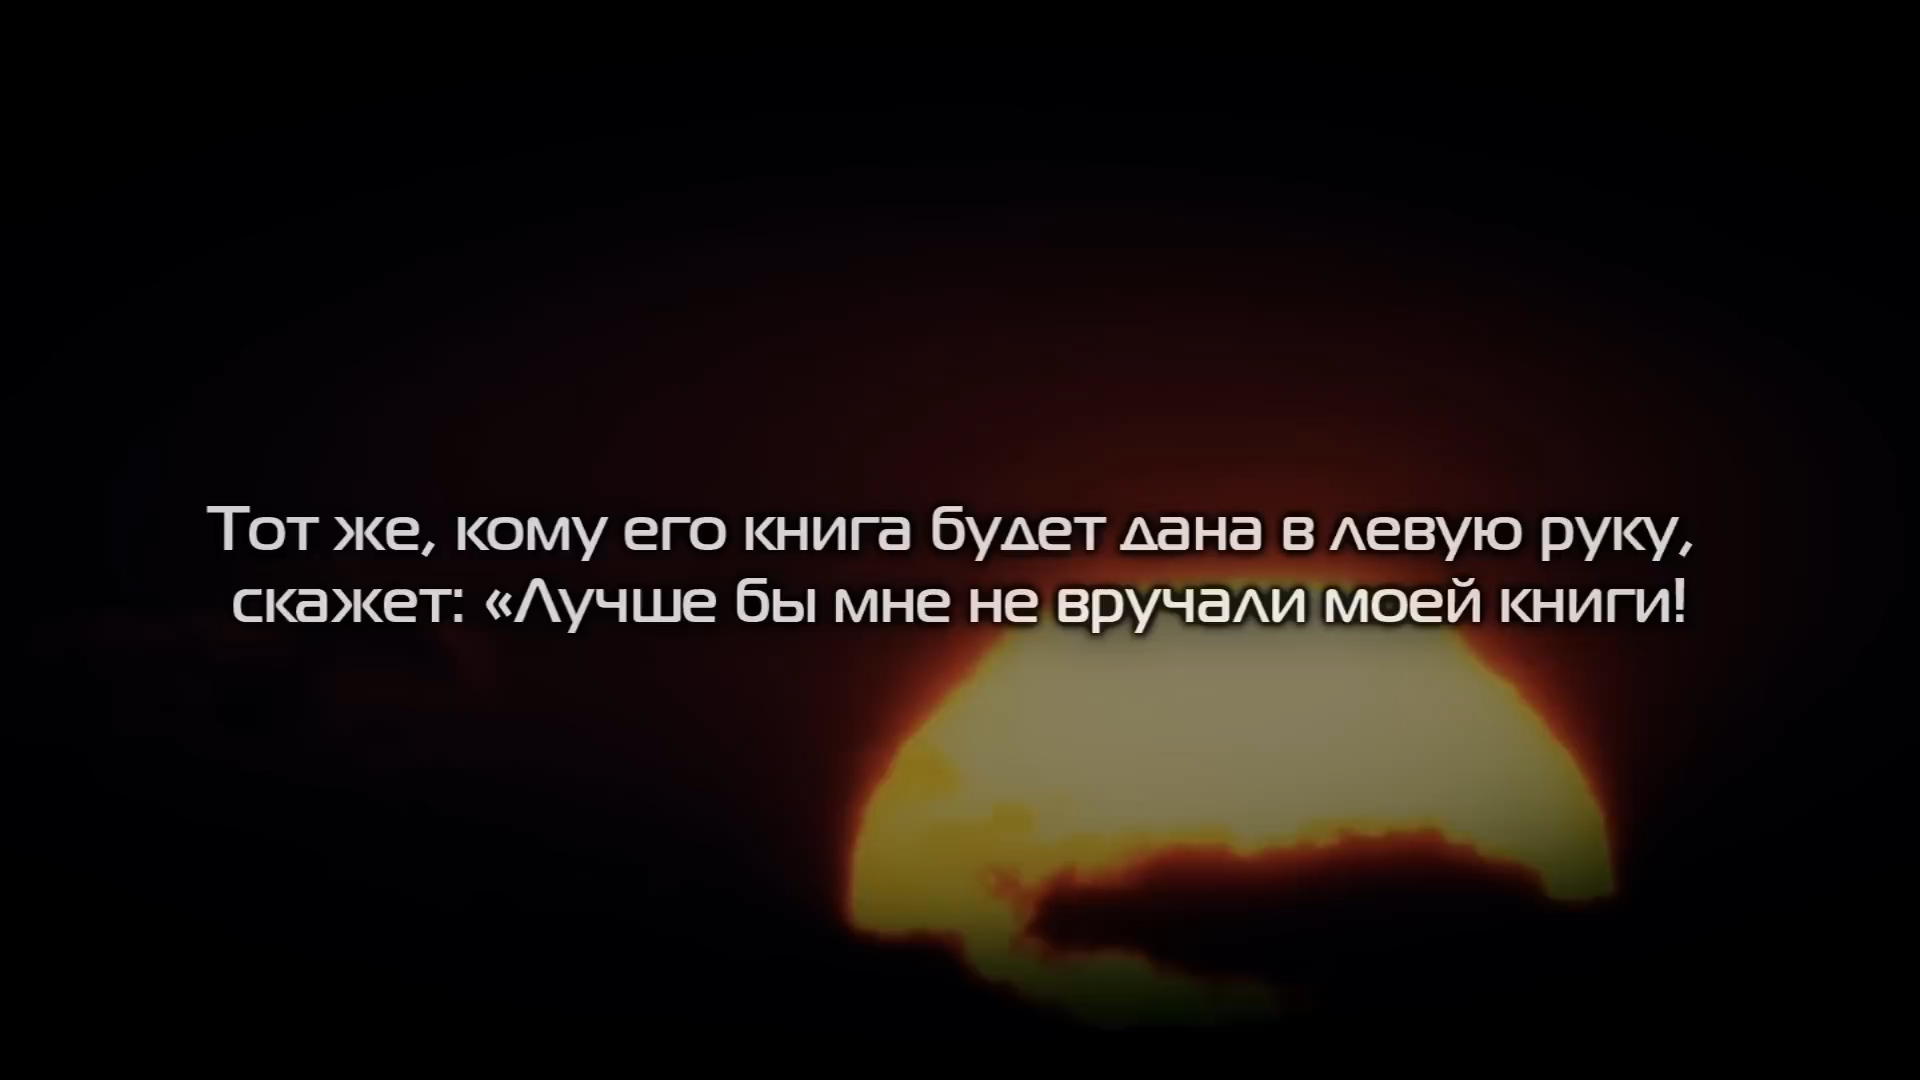 Тот же, кому его книга будет дана в левую руку,
скажет: «Лучше бы мне не вручали моей книги!